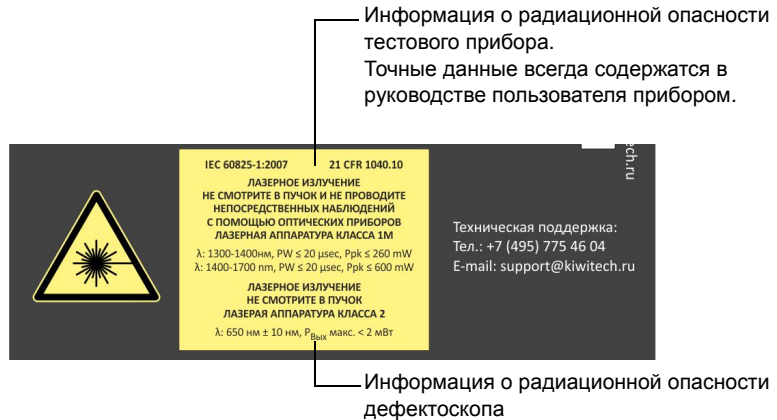 Информация о радиационной опасности
тестового прибора.
Точные данные всегда содержатся в
руководстве пользователя прибором.
IEC 60825-1:2007 21 CFR 1040.10
ЛАЗЕРНОЕ ИЗЛУЧЕНИЕ
НЕ СМОТРИТЕ В ПУЧОК И НЕ ПРОВОДИТЕ
НЕПОСРЕДСТВЕННЫХ НАБЛЮДЕНИЙ
С ПОМОЩЬЮ ОПТИЧЕСКИХ ПРИБОРОВ
ЛАЗЕРНАЯ АППАРАТУРА КЛАССА 1М
λ: 1300-1400нм, PW ≤ 20 μsec, Ppk ≤ 260 mW
λ: 1400-1700 nm, PW ≤ 20 μsec, Ppk ≤ 600 mW
ЛАЗЕРНОЕ ИЗЛУЧЕНИЕ
НЕ СМОТРИТЕ В ПУЧОК
ЛАЗЕРАЯ АППАРАТУРА КЛАССА 2
λ: 650 нм ± 10 нм, PВых макс. < 2 мВт
ech.ru
Техническая поддержка:
Тел.: +7 (495) 775 46 04
E-mail: support@kiwitech.ru
Информация о радиационной опасности
дефектоскопа